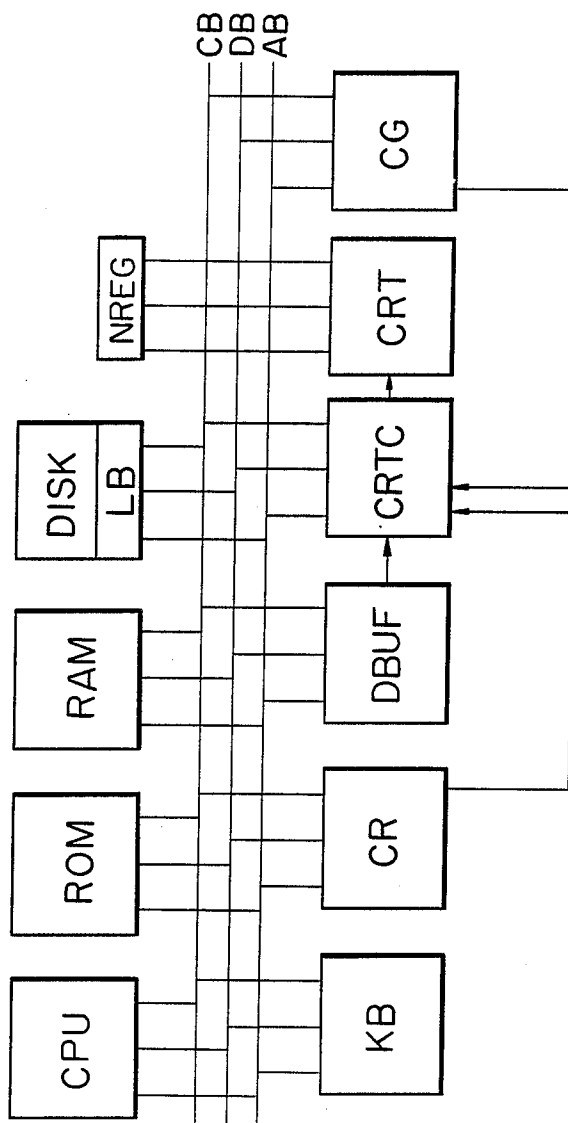 CPU
ROM
RAM
DISK
LB
NREG
CB
DB
AB
KB
CR
DBUF
CRTC
CRT
CG